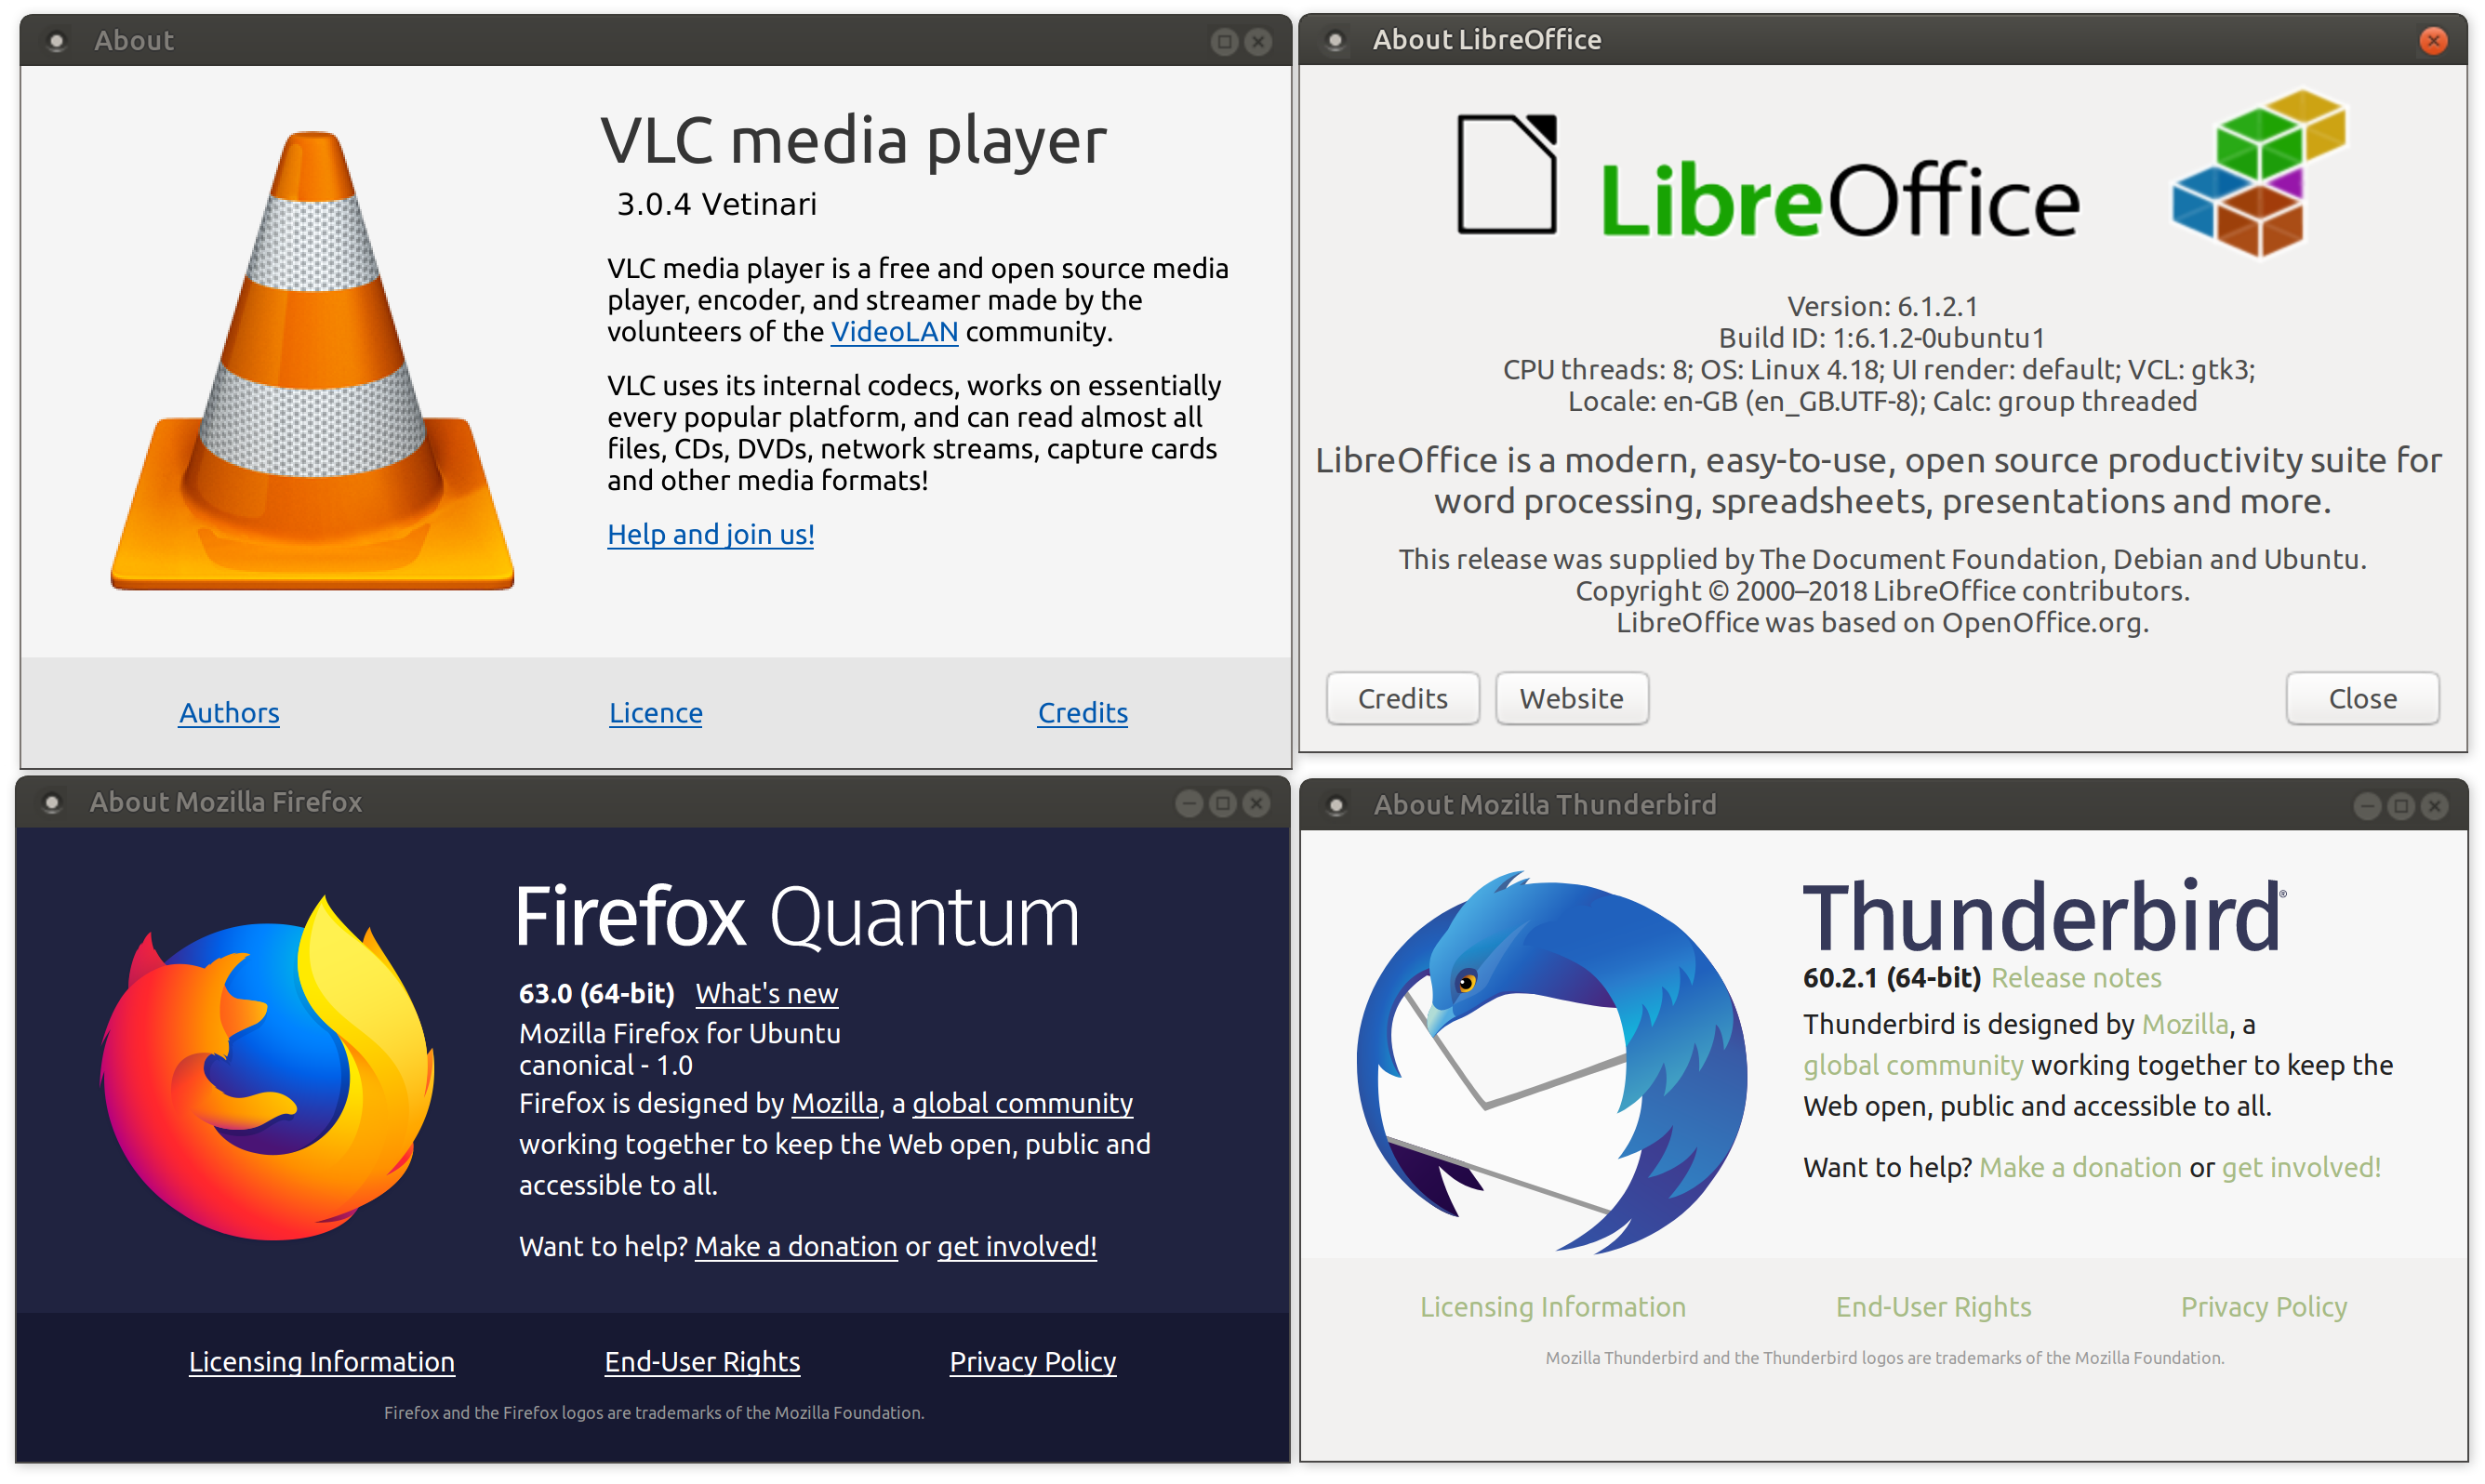 About
VLC media player
3.0.4 Vetinari
VLC media player is a free and open source media
player, encoder, and streamer made by the
volunteers of the VideoLAN community.
VLC uses its internal codecs, works on essentially
every popular platform, and can read almost all
files, CDs, DVDs, network streams, capture cards
and other media formats!
Help and join us!
Authors
Licence
Credits
About LibreOffice
LibreOffice
Version: 6.1.2.1
Build ID: 1:6.1.2-0ubuntu1
CPU threads: 8; OS: Linux 4.18; UI render: default; VCL: gtk3;
Locale: en-GB (en_GB.UTF-8); Calc: group threaded
LibreOffice is a modern, easy-to-use, open source productivity suite for
word processing, spreadsheets, presentations and more.
This release was supplied by The Document Foundation, Debian and Ubuntu.
Copyright © 2000–2018 LibreOffice contributors.
LibreOffice was based on OpenOffice.org.
Credits
Website
Close
About Mozilla Firefox
Firefox Quantum
63.0 (64-bit) What's new
Mozilla Firefox for Ubuntu
canonical - 1.0
Firefox is designed by Mozilla, a global community
working together to keep the Web open, public and
accessible to all.
Want to help? Make a donation or get involved!
Licensing Information
End-User Rights
Privacy Policy
Firefox and the Firefox logos are trademarks of the Mozilla Foundation.
About Mozilla Thunderbird
Thunderbird®
60.2.1 (64-bit) Release notes
Thunderbird is designed by Mozilla, a
global community working together to keep the
Web open, public and accessible to all.
Want to help? Make a donation or get involved!
Licensing Information
End-User Rights
Privacy Policy
Mozilla Thunderbird and the Thunderbird logos are trademarks of the Mozilla Foundation.